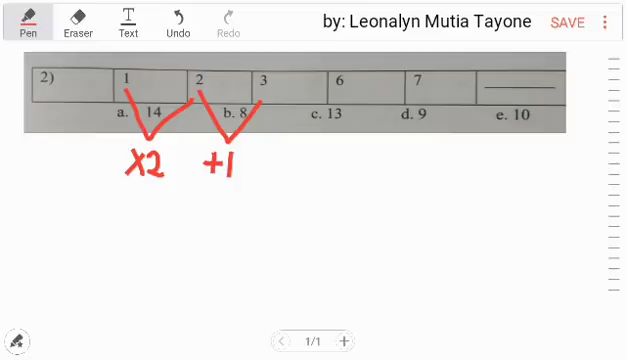 by: Leonalyn Mutia Tayone
SAVE
Pen
Eraser
Text
Undo
Redo
2) 1 2 3 6 7
a. 14 b. 8 c. 13 d. 9 e. 10
×2 +1
1/1